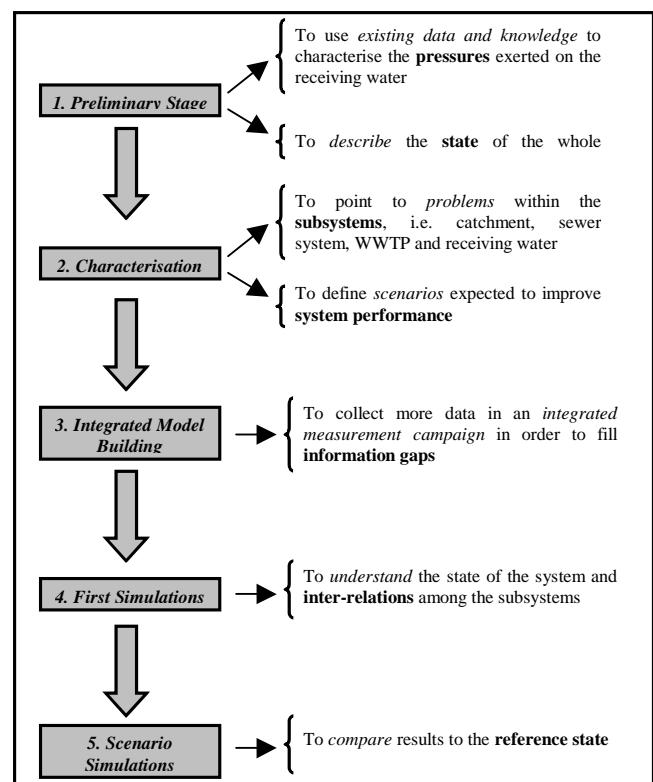 To use existing data and knowledge to
characterise the pressures exerted on the
receiving water
1. Preliminary Stage
To describe the state of the whole
To point to problems within the
subsystems, i.e. catchment, sewer
system, WWTP and receiving water
2. Characterisation
To define scenarios expected to improve
system performance
3. Integrated Model
Building
To collect more data in an integrated
measurement campaign in order to fill
information gaps
4. First Simulations
To understand the state of the system and
inter-relations among the subsystems
5. Scenario
Simulations
To compare results to the reference state